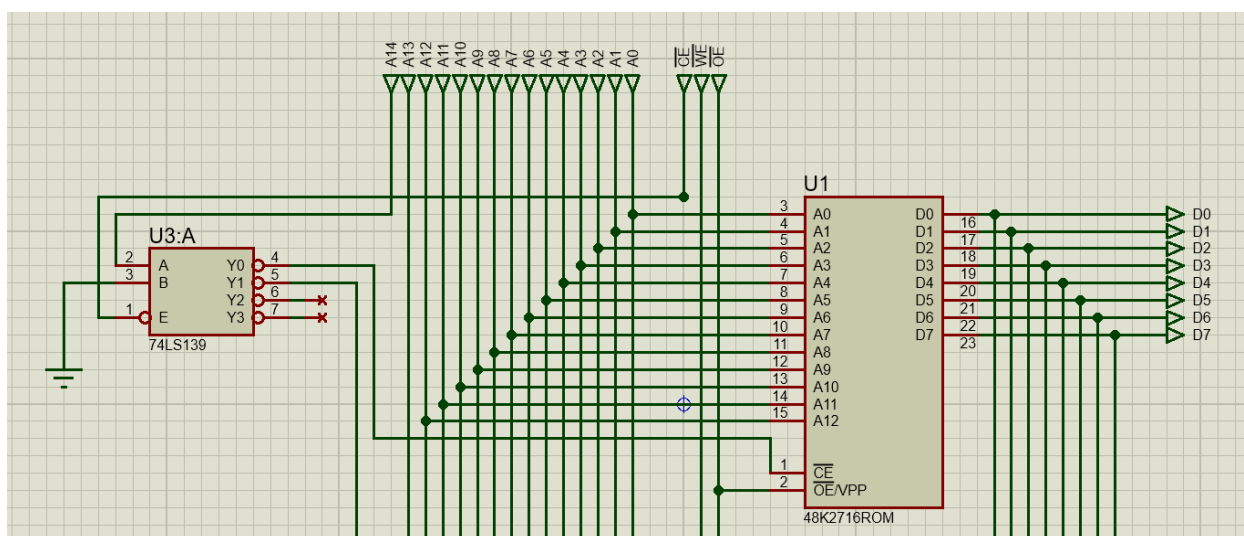 A14 A13 A12 A11 A10 A9 A8 A7 A6 A5 A4 A3 A2 A1 A0 CE WE OE
U1
U3:A
3 A0 D0 16 D0
4 A1 D1 17 D1
5 A2 D2 18 D2
6 A3 D3 19 D3
7 A4 D4 20 D4
8 A5 D5 21 D5
9 A6 D6 22 D6
10 A7 D7 23 D7
11 A8
12 A9
13 A10
14 A11
15 A12
1 CE
2 OE/VPP
48K2716ROM
2 A Y0 4
3 B Y1 5
Y2 6
1 E Y3 7
74LS139